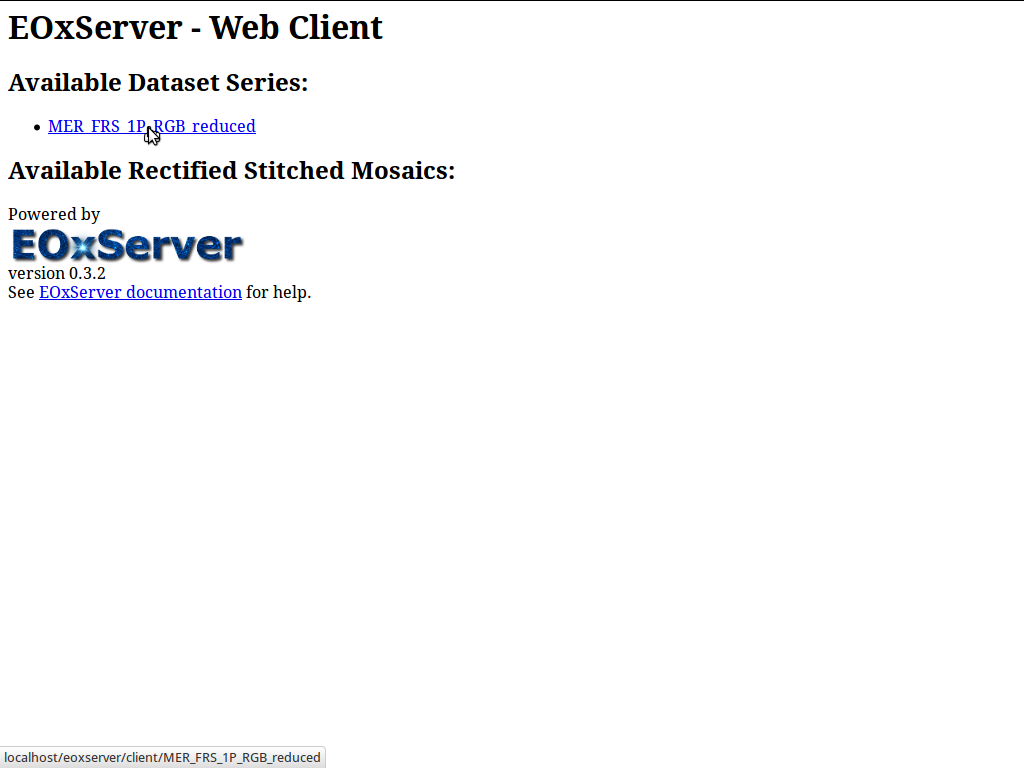 EOxServer - Web Client
Available Dataset Series:
MER_FRS_1P_RGB_reduced
Available Rectified Stitched Mosaics:
Powered by
EOxServer
version 0.3.2
See EOxServer documentation for help.
localhost/eoxserver/client/MER_FRS_1P_RGB_reduced